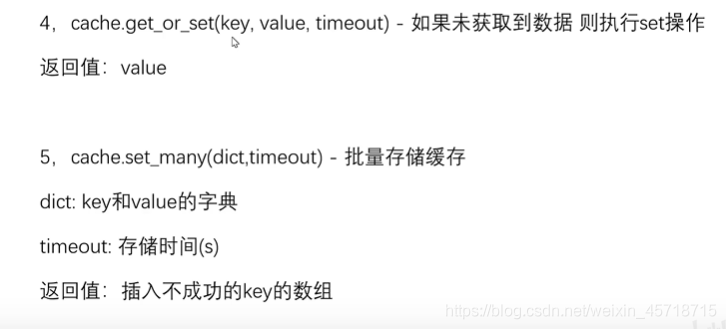 4，cache.get_or_set(key, value, timeout) - 如果未获取到数据 则执行set操作
返回值：value
5，cache.set_many(dict,timeout) - 批量存储缓存
dict: key和value的字典
timeout: 存储时间(s)
返回值：插入不成功的key的数组
https://blog.csdn.net/weixin_45718715